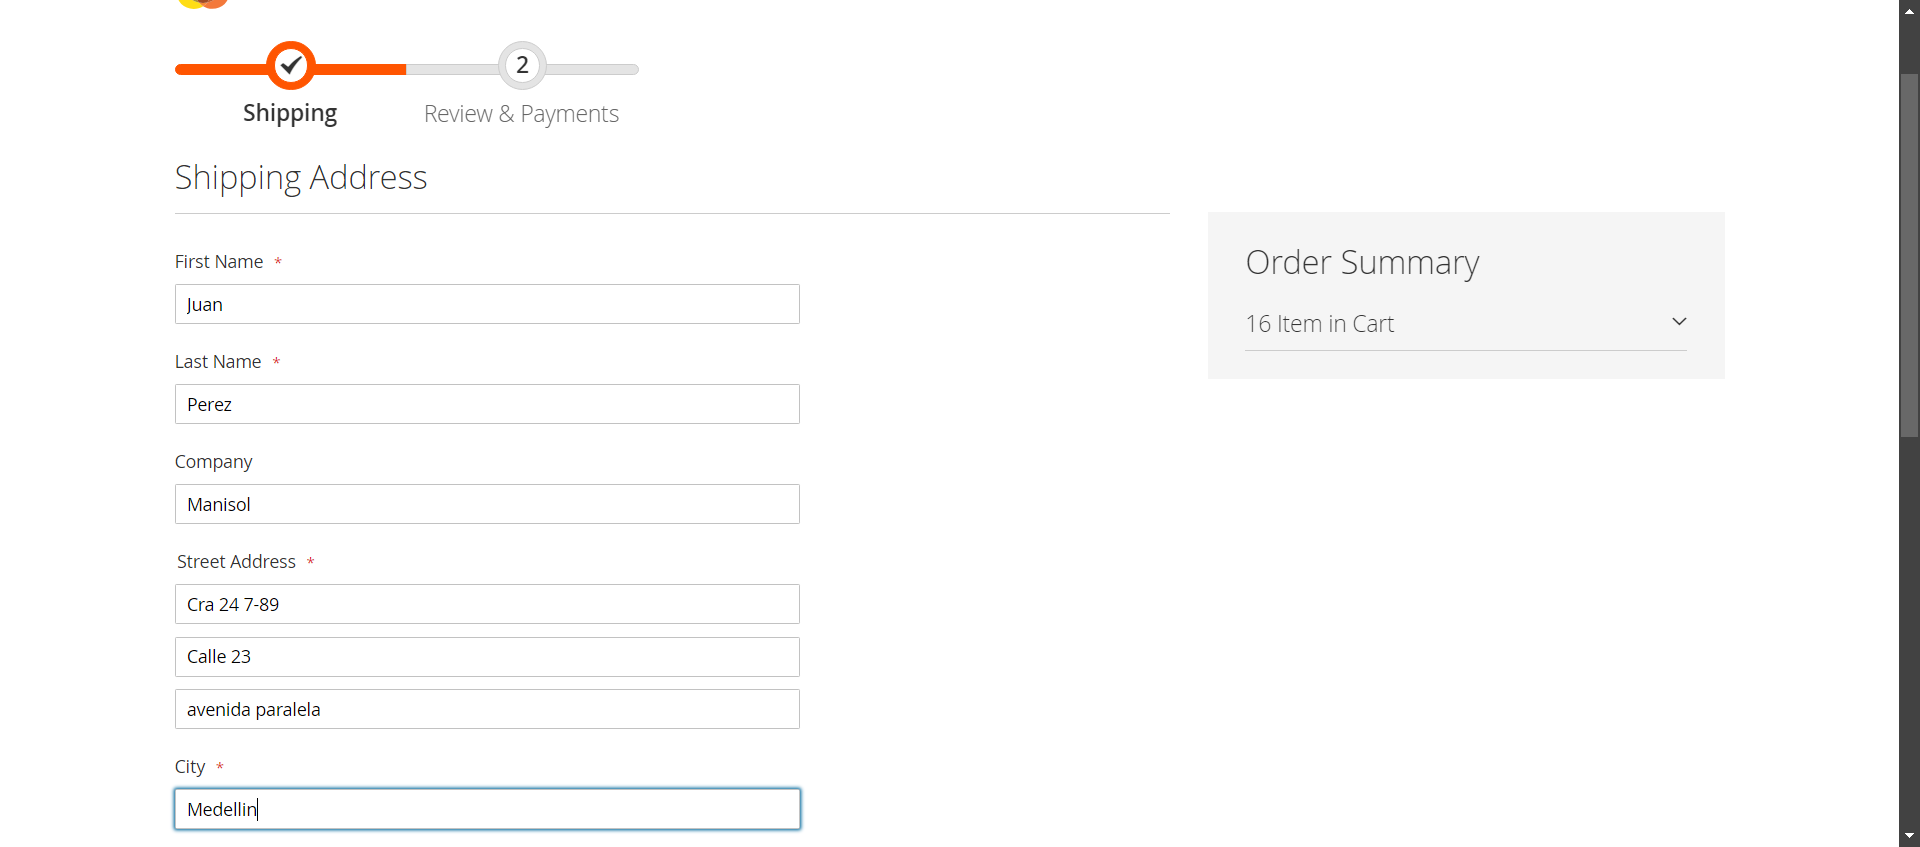 2
Shipping
Review & Payments
Shipping Address
First Name *
Juan
Last Name *
Perez
Company
Manisol
Street Address *
Cra 24 7-89
Calle 23
avenida paralela
City *
Medellin
Order Summary
16 Item in Cart